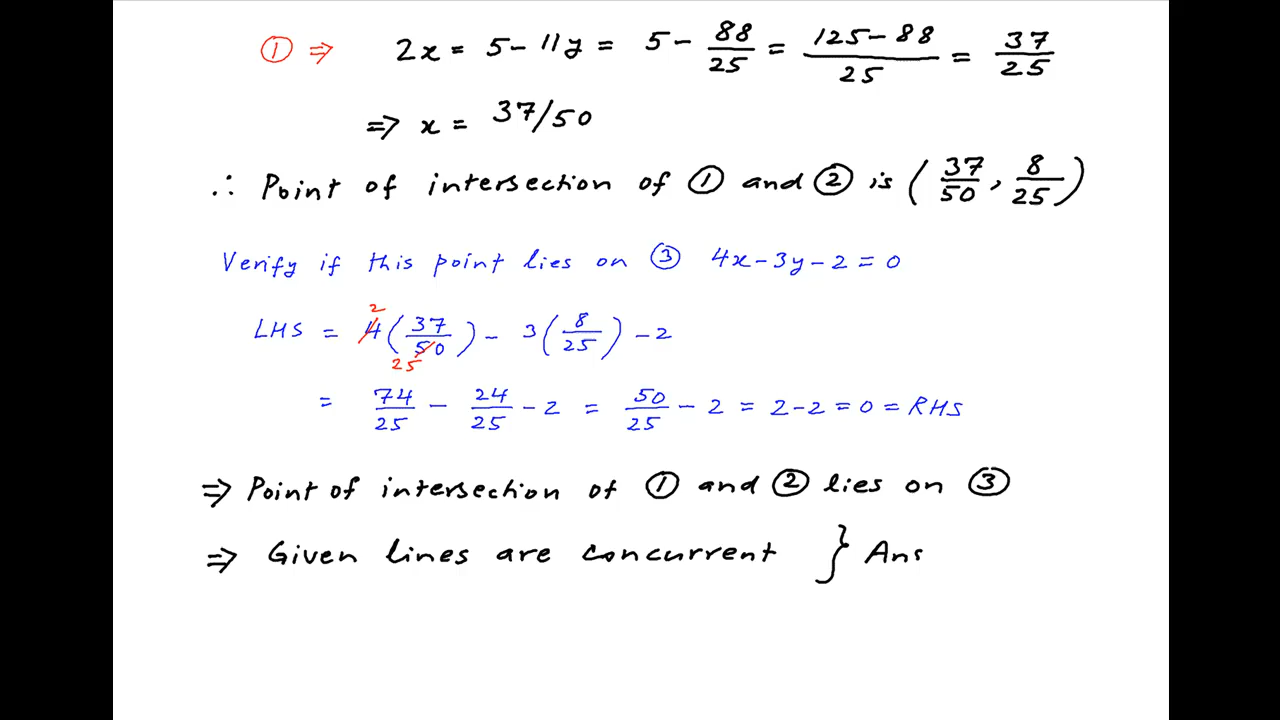 ① ⇒ 2x = 5 - 11y = 5 - 88/25 = (125 - 88)/25 = 37/25
⇒ x = 37/50
∴ Point of intersection of ① and ② is (37/50, 8/25)
Verify if this point lies on ③ 4x - 3y - 2 = 0
LHS = 4 2 (37/50 25) - 3(8/25) - 2
= 74/25 - 24/25 - 2 = 50/25 - 2 = 2 - 2 = 0 = RHS
⇒ Point of intersection of ① and ② lies on ③
⇒ Given lines are concurrent } Ans